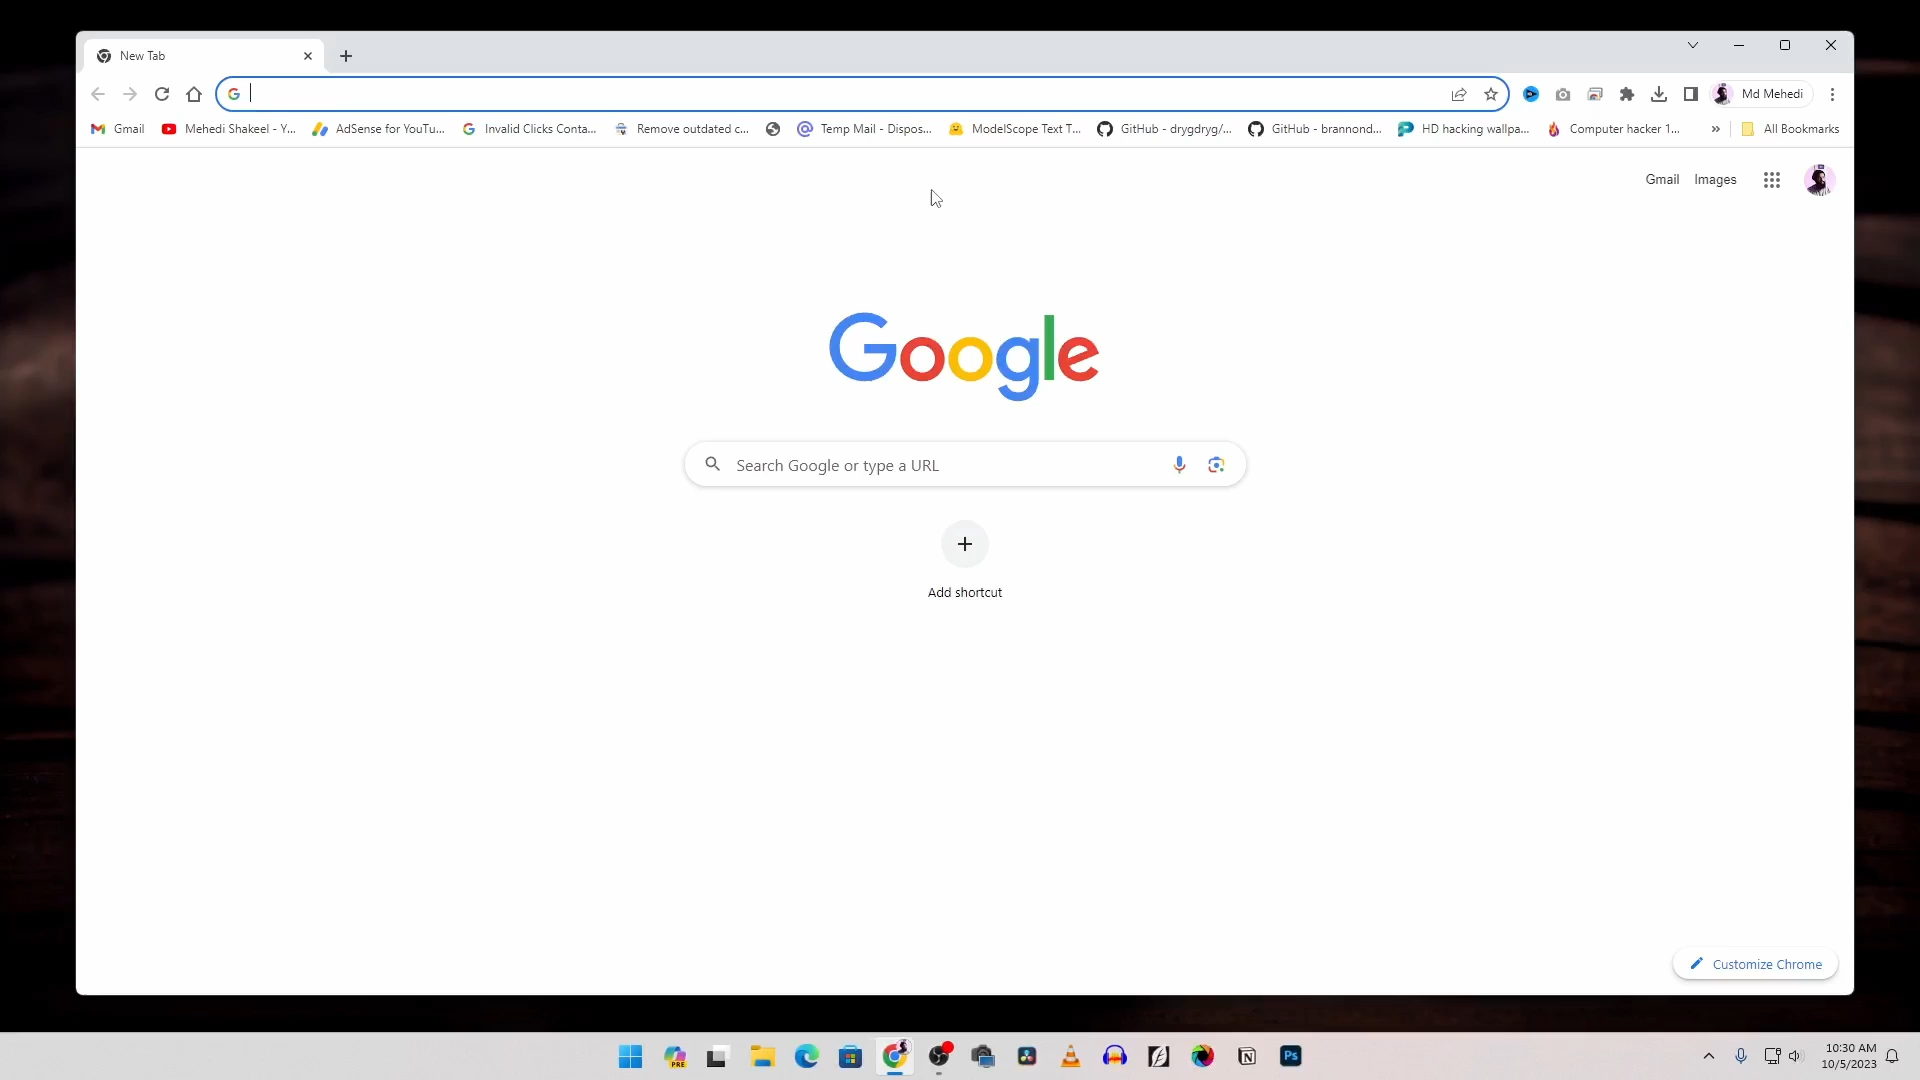 New Tab
Md Mehedi
Gmail
Mehedi Shakeel - Y...
AdSense for YouTu...
Invalid Clicks Conta...
Remove outdated c...
Temp Mail - Dispos...
ModelScope Text T...
GitHub - drygdryg/...
GitHub - brannond...
HD hacking wallpa...
Computer hacker 1...
All Bookmarks
Gmail
Images
Google
Search Google or type a URL
Add shortcut
Customize Chrome
PRE
Ps
10:30 AM
10/5/2023